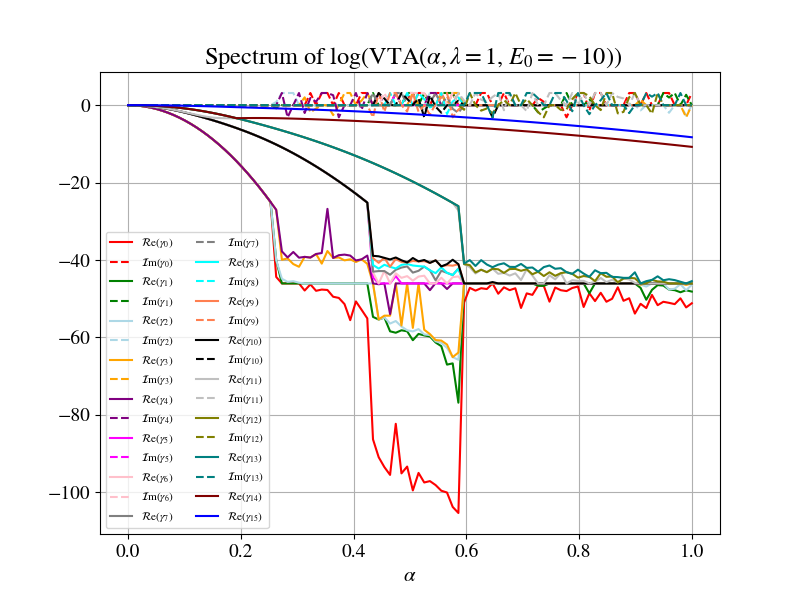 Spectrum of log(VTA(α, λ = 1, E₀ = −10))
0
−20
−40
−60
−80
−100
0.0 0.2 0.4 0.6 0.8 1.0
α
ℛe(γ₀)
ℐm(γ₀)
ℛe(γ₁)
ℐm(γ₁)
ℛe(γ₂)
ℐm(γ₂)
ℛe(γ₃)
ℐm(γ₃)
ℛe(γ₄)
ℐm(γ₄)
ℛe(γ₅)
ℐm(γ₅)
ℛe(γ₆)
ℐm(γ₆)
ℛe(γ₇)
ℐm(γ₇)
ℛe(γ₈)
ℐm(γ₈)
ℛe(γ₉)
ℐm(γ₉)
ℛe(γ₁₀)
ℐm(γ₁₀)
ℛe(γ₁₁)
ℐm(γ₁₁)
ℛe(γ₁₂)
ℐm(γ₁₂)
ℛe(γ₁₃)
ℐm(γ₁₃)
ℛe(γ₁₄)
ℛe(γ₁₅)